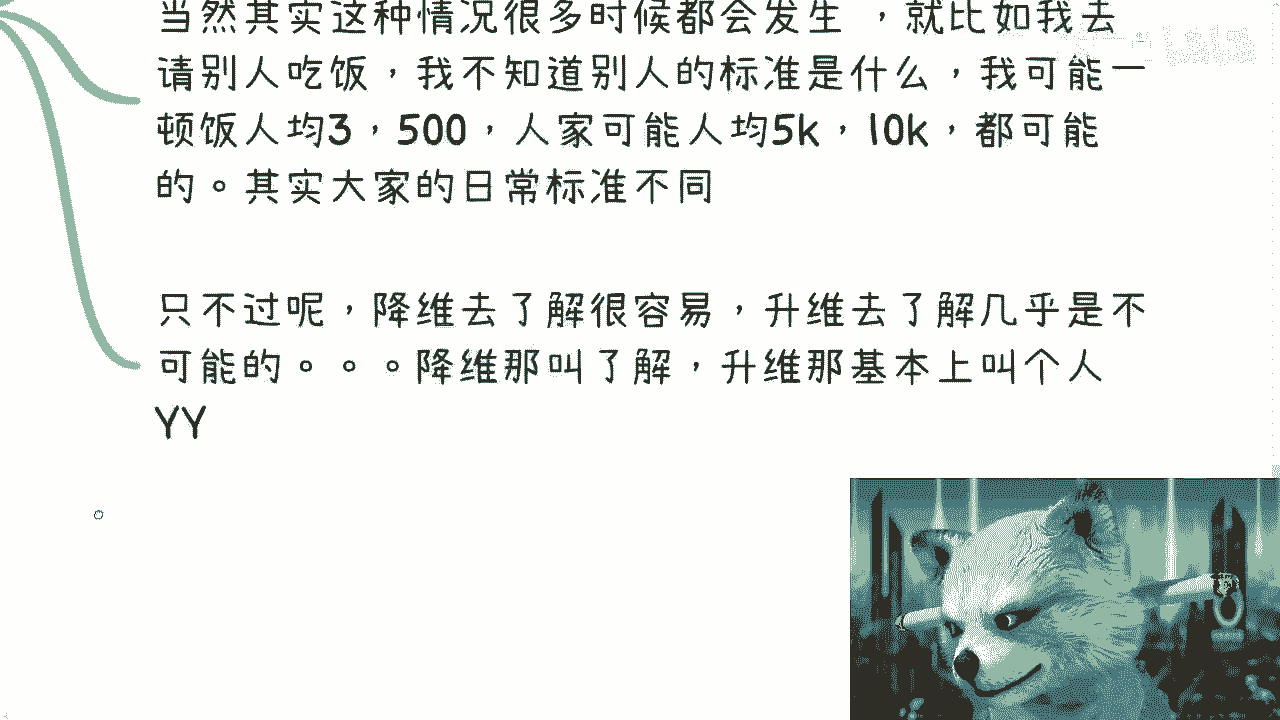 当然其实这种情况很多时候都会发生 ，就比如我去
请别人吃饭，我不知道别人的标准是什么，我可能一
顿饭人均3，500，人家可能人均5k，10k，都可能
的。其实大家的日常标准不同
只不过呢，降维去了解很容易，升维去了解几乎是不
可能的。。。降维那叫了解，升维那基本上叫个人
YY